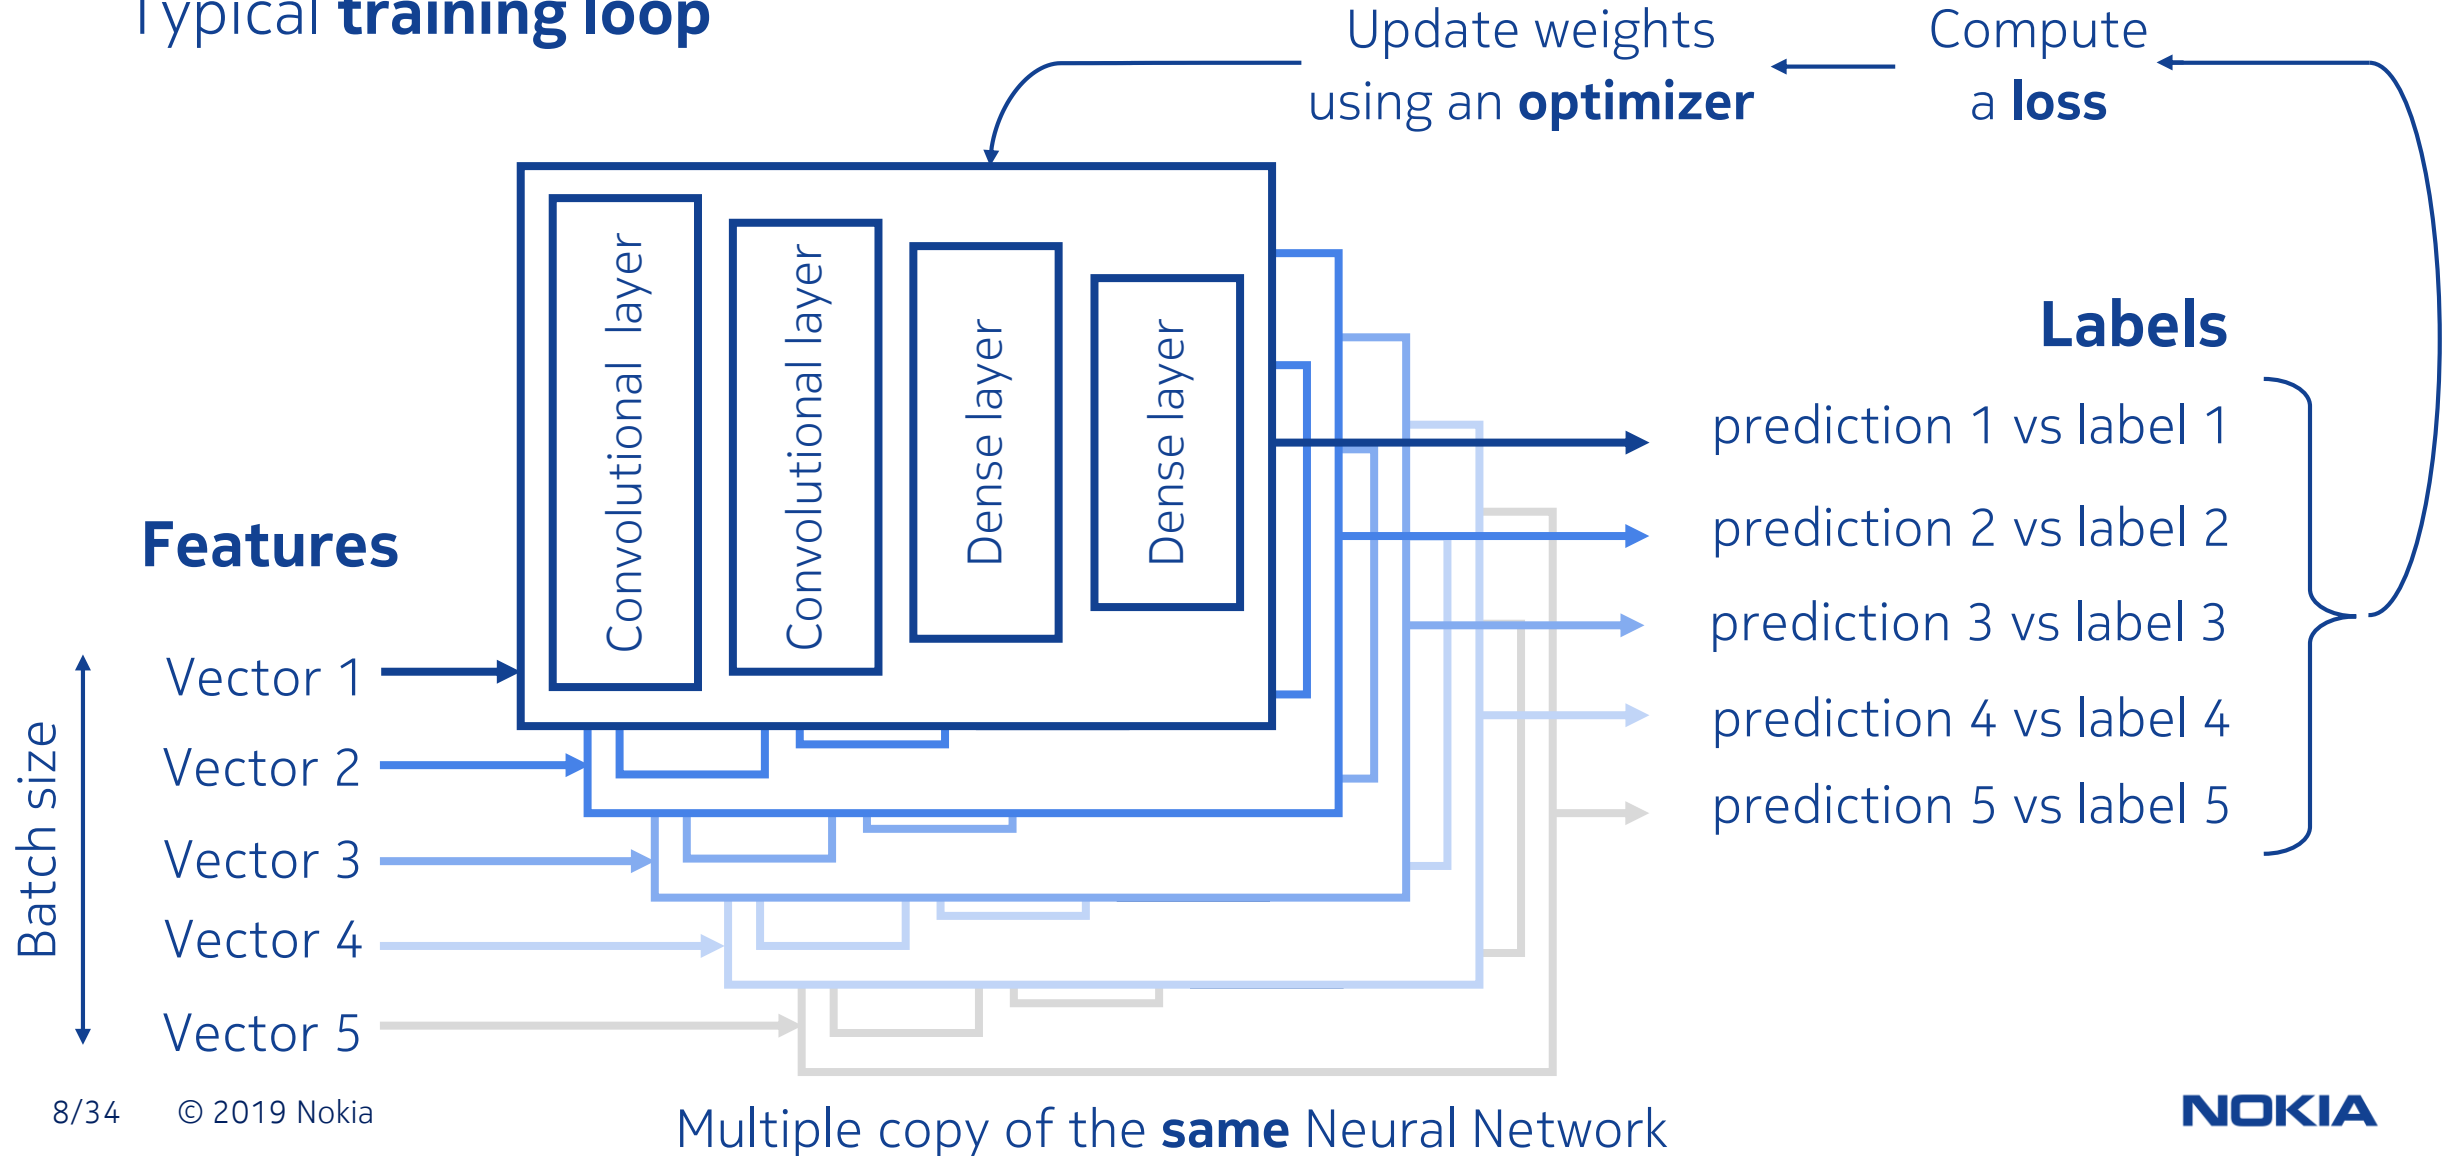 Typical training loop
Update weights
using an optimizer
Compute
a loss
Convolutional layer
Convolutional layer
Dense layer
Dense layer
Labels
prediction 1 vs label 1
prediction 2 vs label 2
prediction 3 vs label 3
prediction 4 vs label 4
prediction 5 vs label 5
Features
Batch size
Vector 1
Vector 2
Vector 3
Vector 4
Vector 5
8/34 © 2019 Nokia
Multiple copy of the same Neural Network
NOKIA